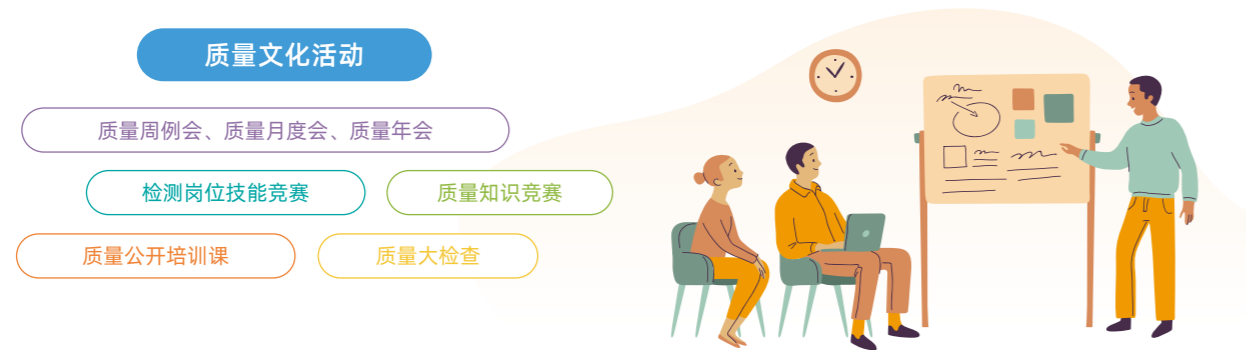 质量文化活动
质量周例会、质量月度会、质量年会
检测岗位技能竞赛
质量知识竞赛
质量公开培训课
质量大检查